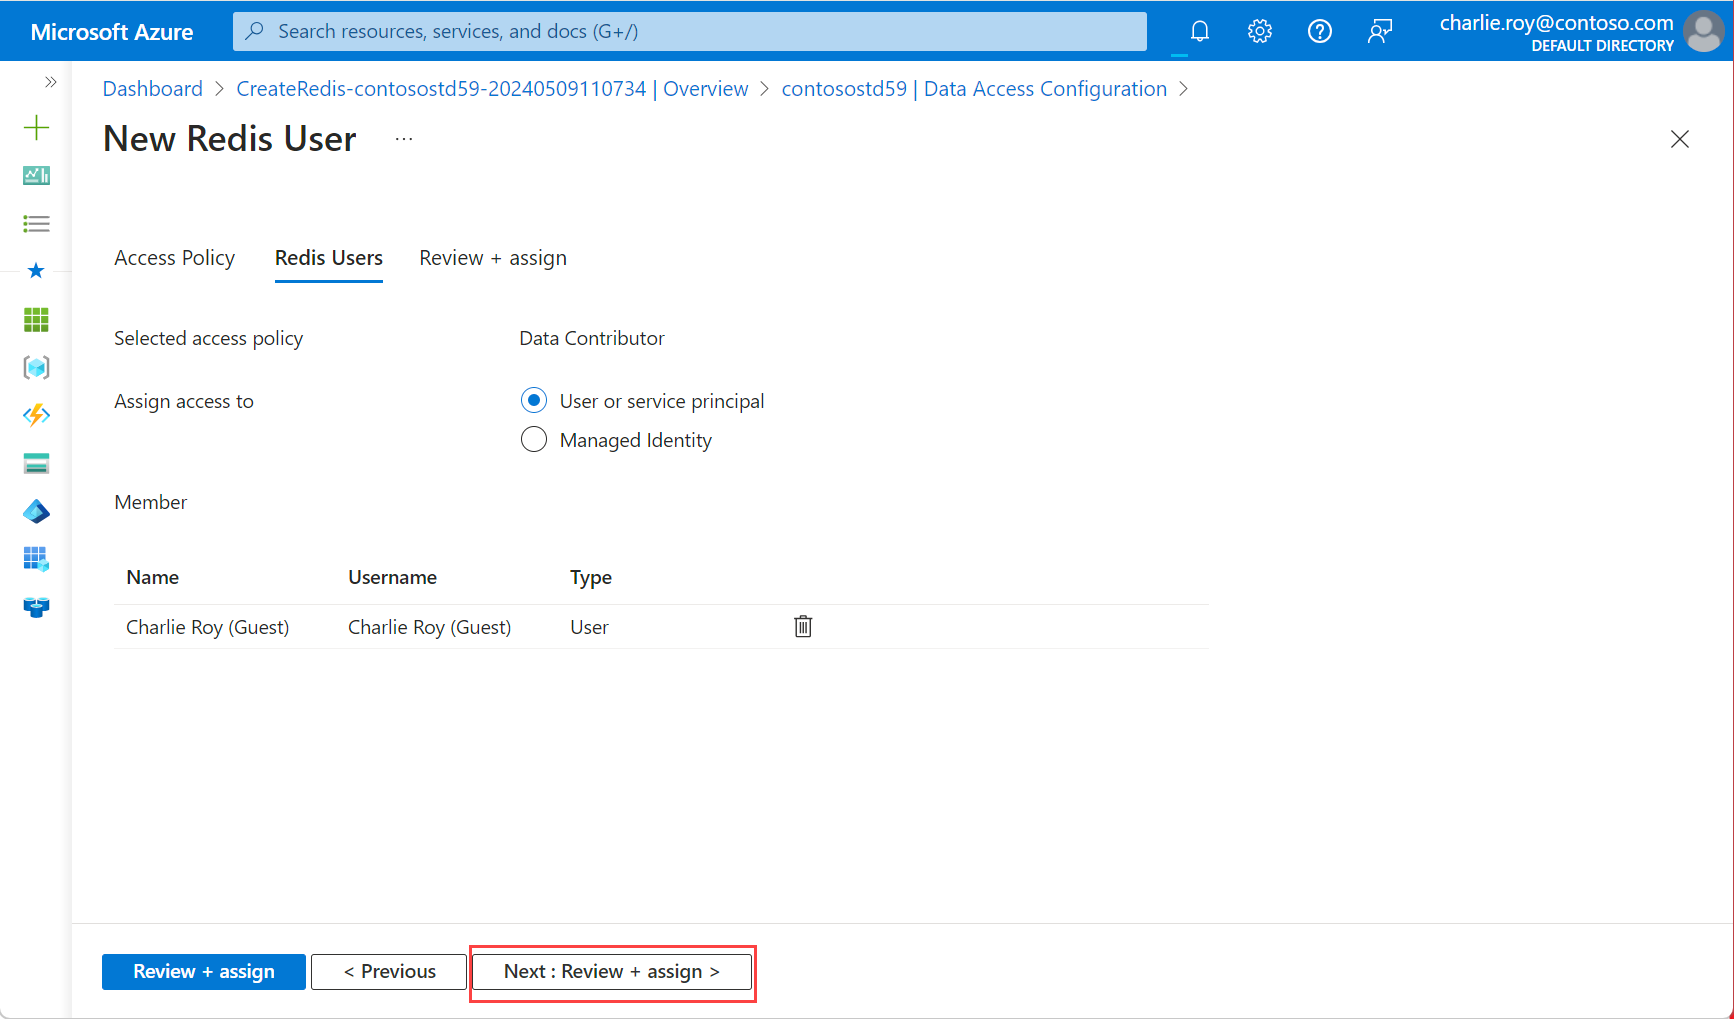 Microsoft Azure
Search resources, services, and docs (G+/)
charlie.roy@contoso.com
DEFAULT DIRECTORY
Dashboard > CreateRedis-contosostd59-20240509110734 | Overview > contosostd59 | Data Access Configuration >
New Redis User ...
Access Policy Redis Users Review + assign
Selected access policy Data Contributor
Assign access to User or service principal
Managed Identity
Member
Name Username Type
Charlie Roy (Guest) Charlie Roy (Guest) User
Review + assign < Previous Next : Review + assign >